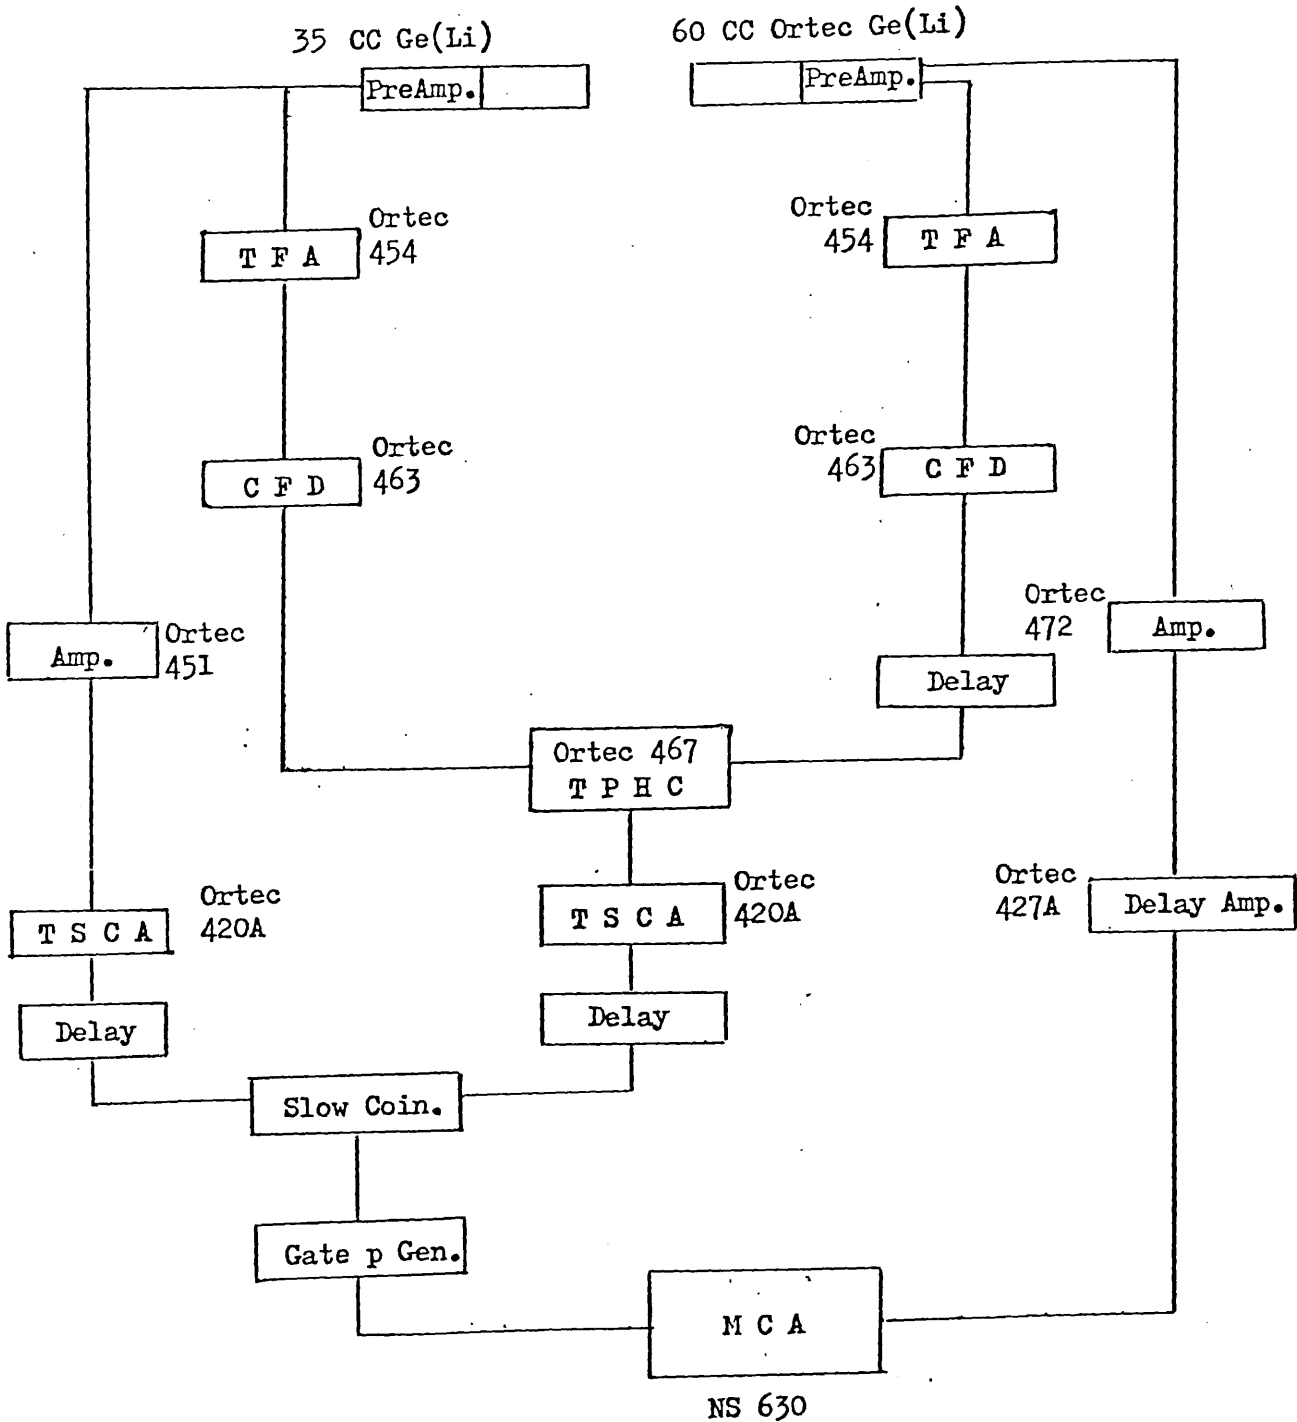 35 CC Ge(Li)
60 CC Ortec Ge(Li)
PreAmp.
PreAmp.
Ortec
454
T F A
Ortec
454
T F A
Ortec
463
C F D
Ortec
463
C F D
Amp.
Ortec
451
Ortec
472
Amp.
Delay
Ortec 467
T P H C
T S C A
Ortec
420A
T S C A
Ortec
420A
Ortec
427A
Delay Amp.
Delay
Delay
Slow Coin.
Gate p Gen.
M C A
NS 630